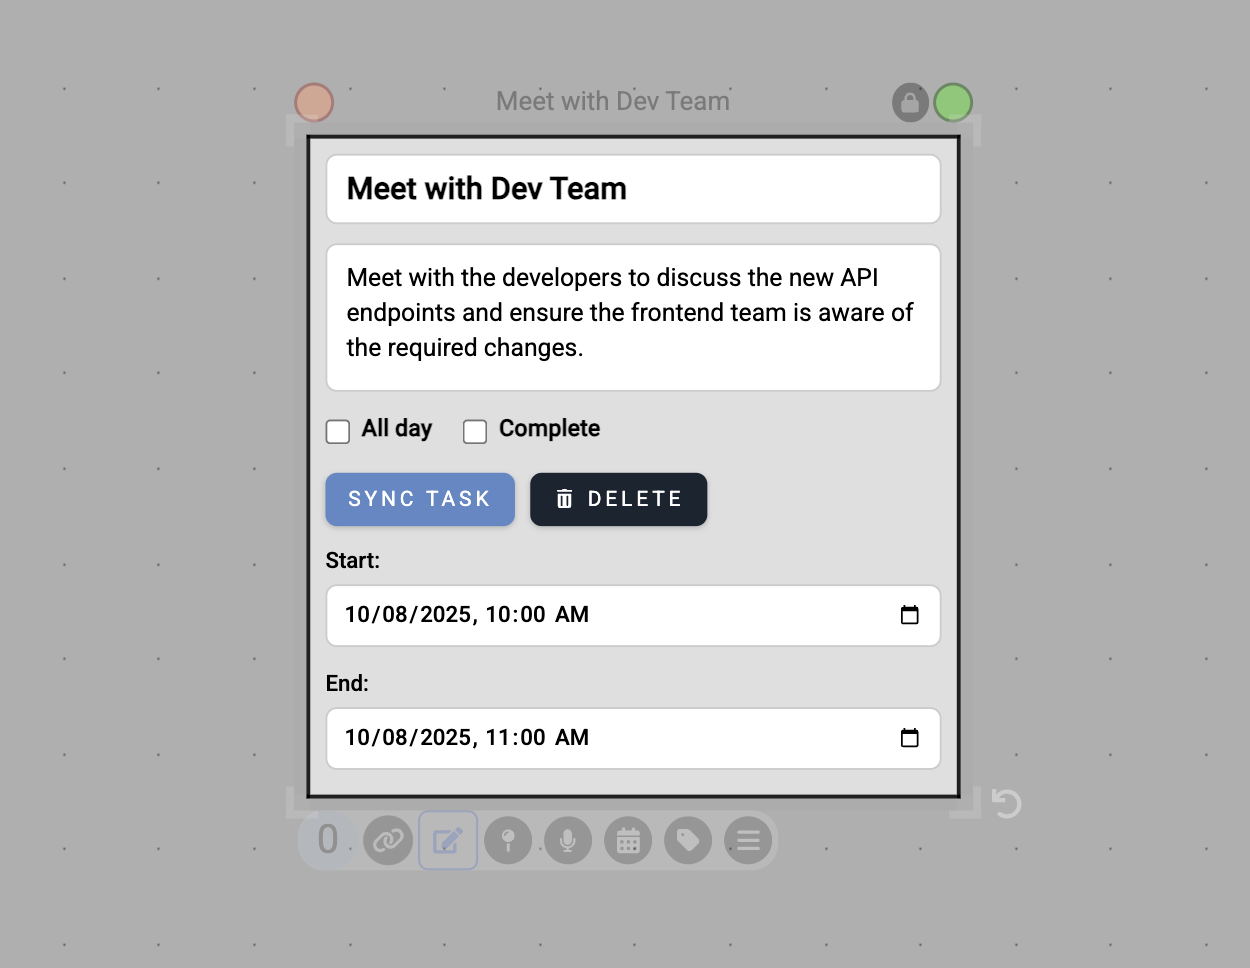 Meet with Dev Team
Meet with Dev Team
Meet with the developers to discuss the new API
endpoints and ensure the frontend team is aware of
the required changes.
All day Complete
SYNC TASK DELETE
Start:
10/08/2025, 10:00 AM
End:
10/08/2025, 11:00 AM
0